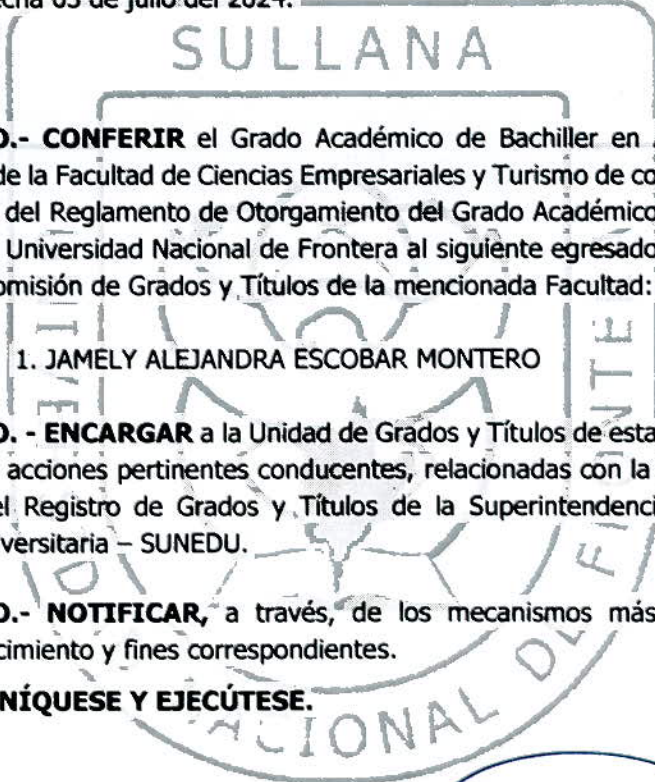 echa 03 de julio del 2024.
SULLANA
O.- CONFERIR el Grado Académico de Bachiller en
de la Facultad de Ciencias Empresariales y Turismo de co
del Reglamento de Otorgamiento del Grado Académico
Universidad Nacional de Frontera al siguiente egresado
omisión de Grados y Títulos de la mencionada Facultad:
1. JAMELY ALEJANDRA ESCOBAR MONTERO
O. - ENCARGAR a la Unidad de Grados y Títulos de esta
acciones pertinentes conducentes, relacionadas con la
el Registro de Grados y Títulos de la Superintendenci
versitaria – SUNEDU.
O.- NOTIFICAR, a través, de los mecanismos más
cimiento y fines correspondientes.
NÍQUESE Y EJECÚTESE.
NACIONAL DE FRONTE